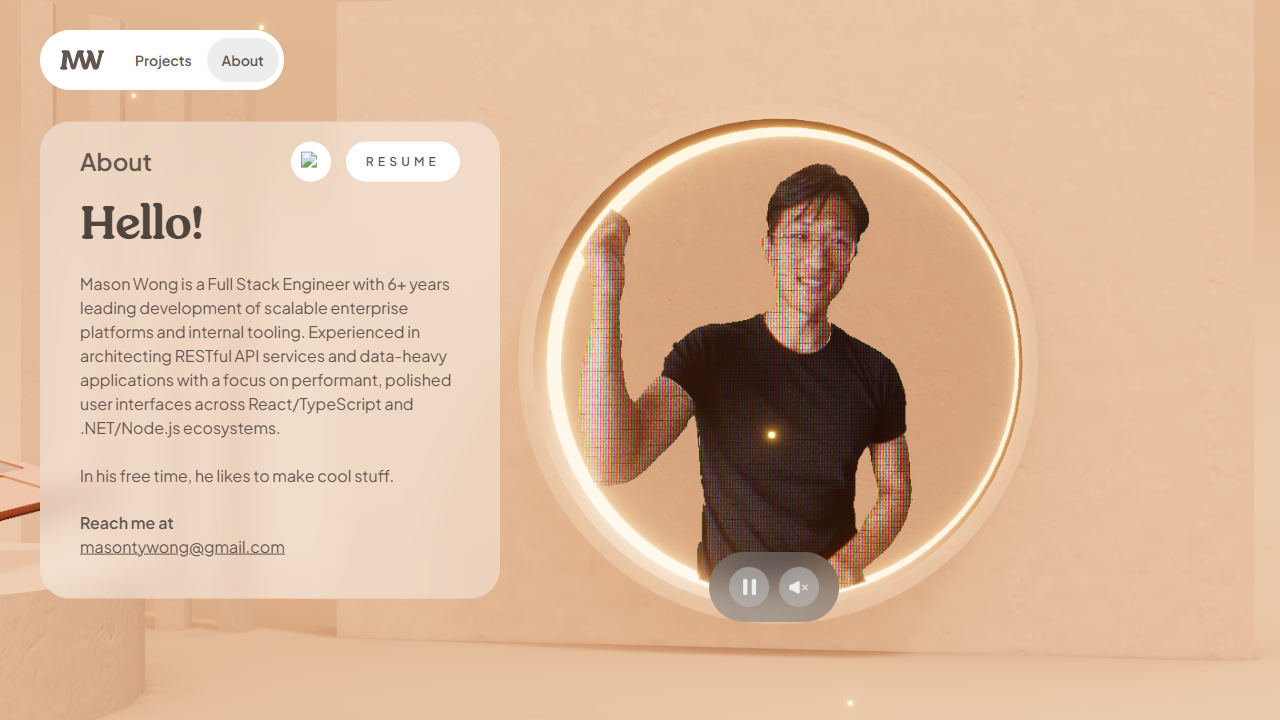 MW
Projects
About
About
RESUME
Hello!
Mason Wong is a Full Stack Engineer with 6+ years
leading development of scalable enterprise
platforms and internal tooling. Experienced in
architecting RESTful API services and data-heavy
applications with a focus on performant, polished
user interfaces across React/TypeScript and
.NET/Node.js ecosystems.
In his free time, he likes to make cool stuff.
Reach me at
masontywong@gmail.com